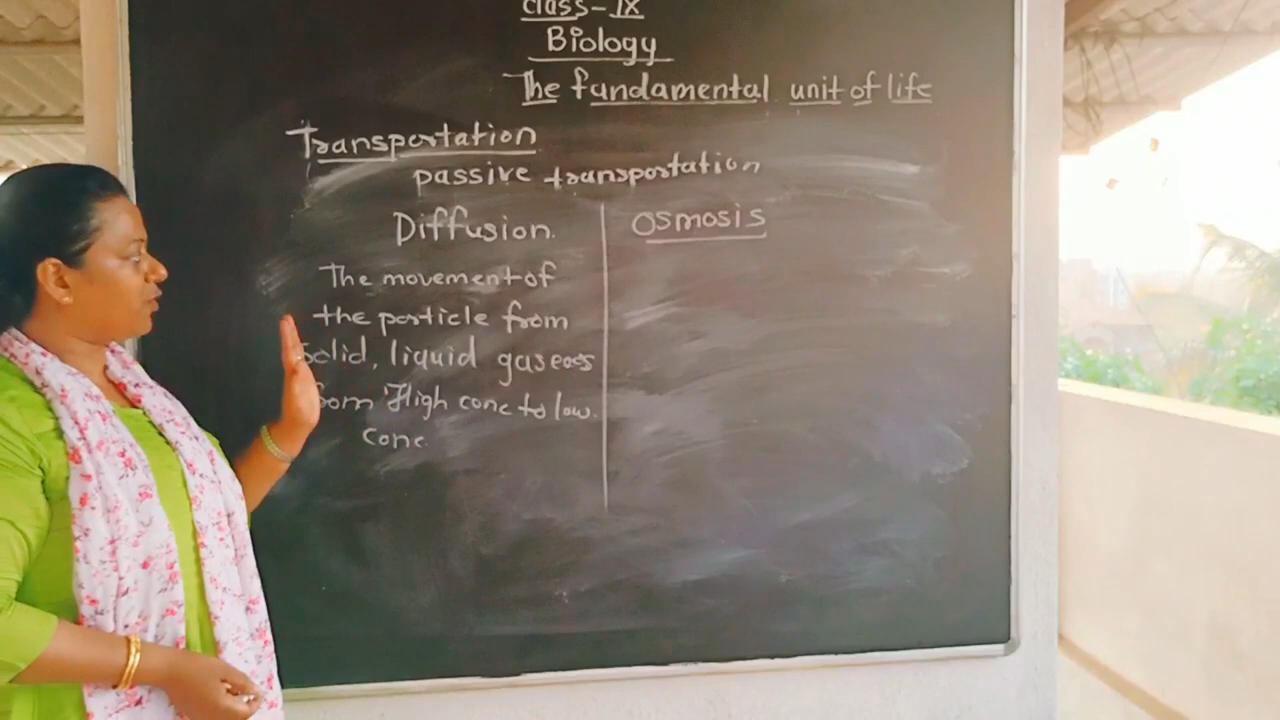 class - IX
Biology
The fundamental unit of life
Transportation
passive transportation
Diffusion.
The movement of
the particle from
Solid, liquid gaseoes
from High conc to low.
conc.
Osmosis